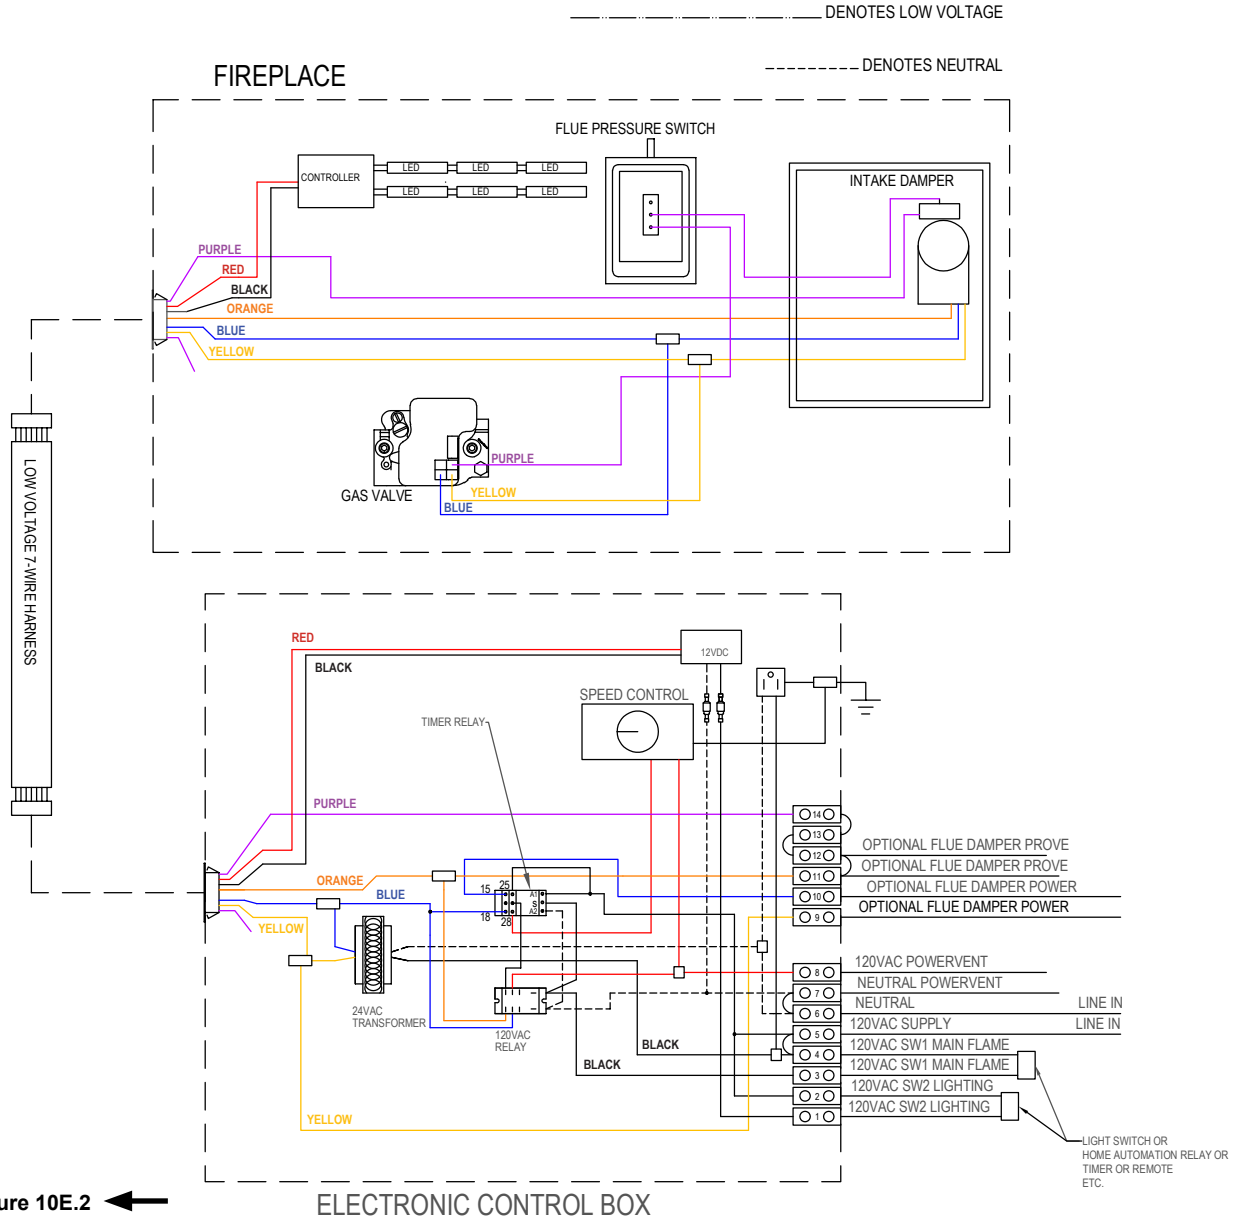 DENOTES LOW VOLTAGE
DENOTES NEUTRAL
FIREPLACE
FLUE PRESSURE SWITCH
CONTROLLER
LED LED LED
LED LED LED
INTAKE DAMPER
PURPLE
RED
BLACK
ORANGE
BLUE
YELLOW
PURPLE
YELLOW
BLUE
GAS VALVE
LOW VOLTAGE 7-WIRE HARNESS
RED
BLACK
12VDC
SPEED CONTROL
TIMER RELAY
PURPLE
14
13
12 OPTIONAL FLUE DAMPER PROVE
11 OPTIONAL FLUE DAMPER PROVE
10 OPTIONAL FLUE DAMPER POWER
9 OPTIONAL FLUE DAMPER POWER
ORANGE
BLUE
YELLOW
15 25
18 28
A1
S
A2
24VAC
TRANSFORMER
120VAC
RELAY
8 120VAC POWERVENT
7 NEUTRAL POWERVENT
6 NEUTRAL LINE IN
5 120VAC SUPPLY LINE IN
BLACK
4 120VAC SW1 MAIN FLAME
BLACK
3 120VAC SW1 MAIN FLAME
2 120VAC SW2 LIGHTING
1 120VAC SW2 LIGHTING
YELLOW
LIGHT SWITCH OR
HOME AUTOMATION RELAY OR
TIMER OR REMOTE
ETC.
ure 10E.2
ELECTRONIC CONTROL BOX